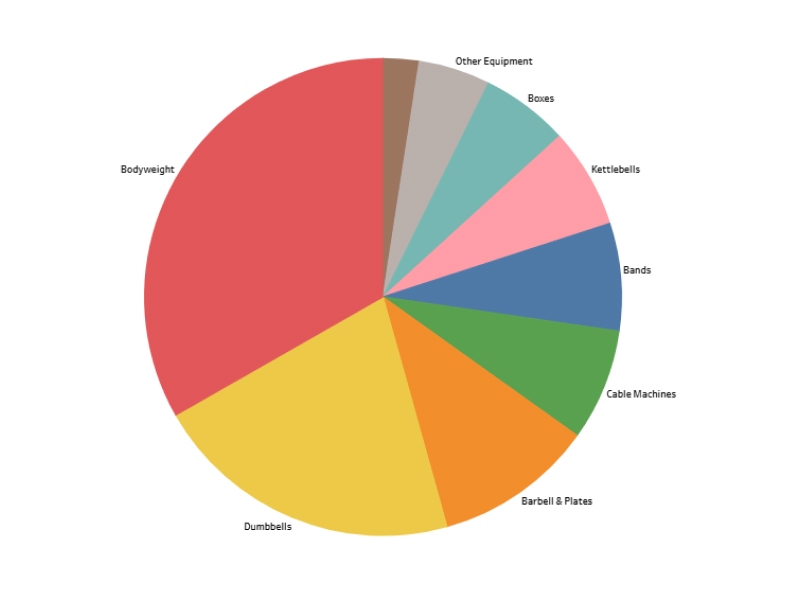 Other Equipment
Boxes
Bodyweight
Kettlebells
Bands
Cable Machines
Barbell & Plates
Dumbbells